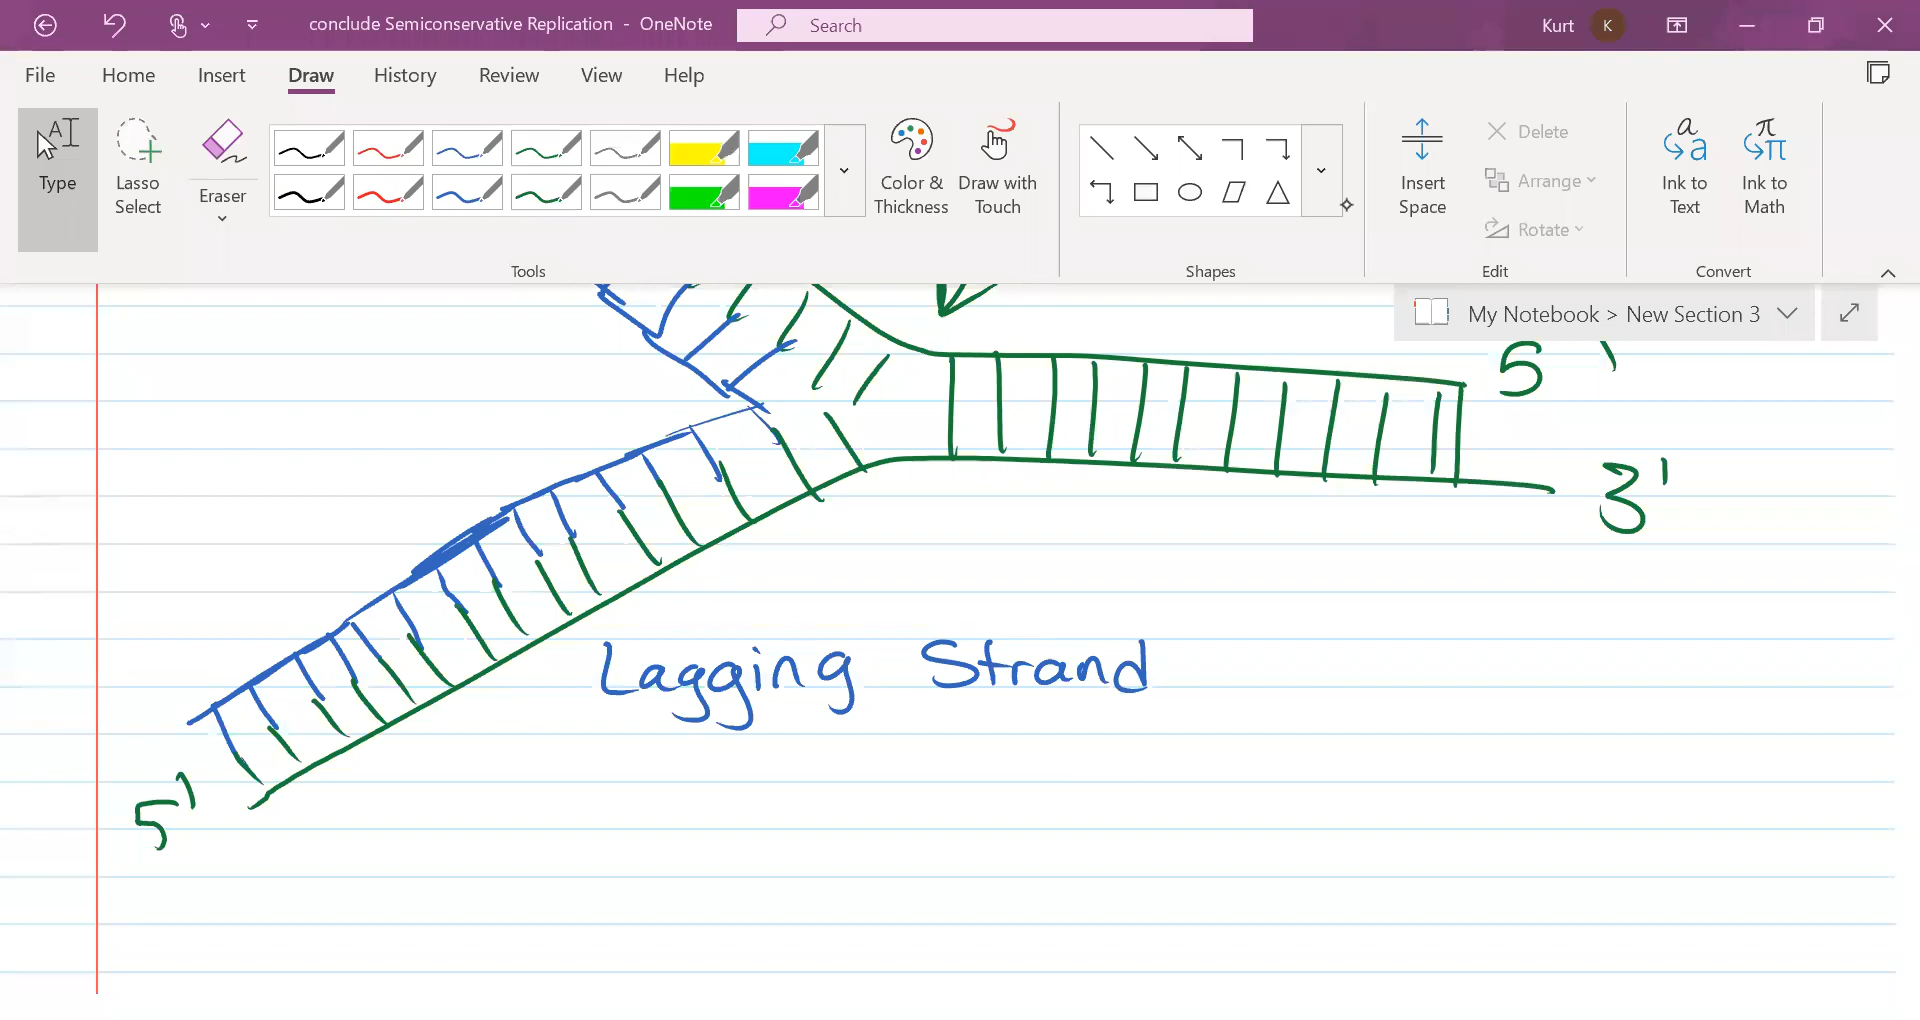 conclude Semiconservative Replication - OneNote
Search
Kurt K
File Home Insert Draw History Review View Help
Type
Lasso Select
Eraser
Color & Thickness
Draw with Touch
Insert Space
Delete
Arrange
Rotate
Ink to Text
Ink to Math
Tools
Shapes
Edit
Convert
My Notebook > New Section 3
5'
3'
Lagging Strand
5'